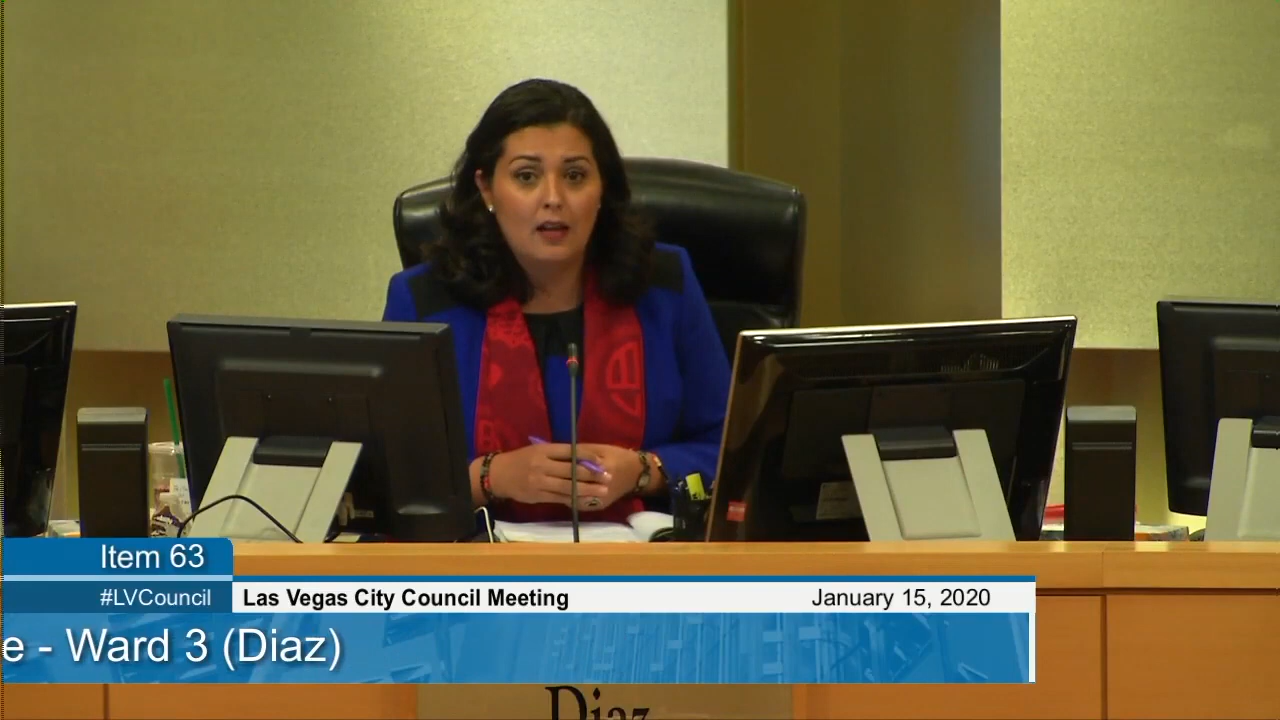 Item 63
#LVCouncil
Las Vegas City Council Meeting
January 15, 2020
e - Ward 3 (Diaz)
Diaz